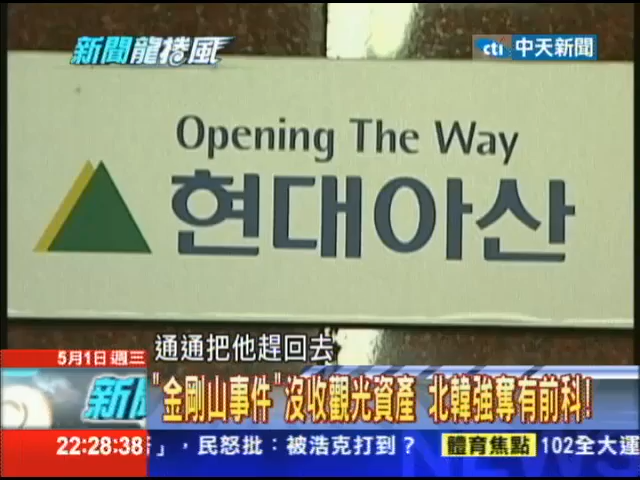 新聞龍捲風
cti 中天新聞
Opening The Way
현대아산
通通把他趕回去
5月1日 週三
"金剛山事件"沒收觀光資產 北韓強奪有前科!
新聞
22:28:38
」，民怒批：被浩克打到？ 體育焦點 102全大運
NEWS